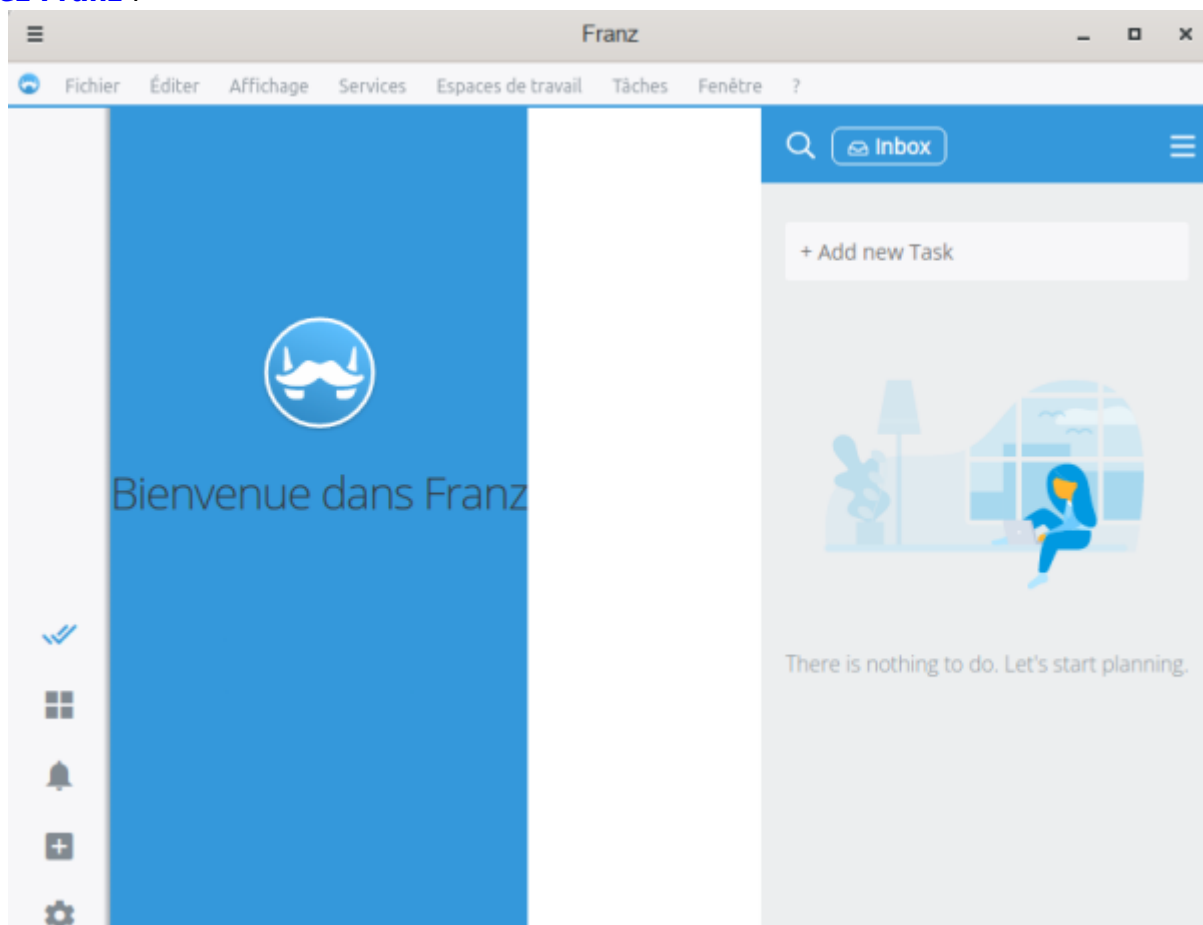 Franz
Fichier Éditer Affichage Services Espaces de travail Tâches Fenêtre ?
Inbox
+ Add new Task
Bienvenue dans Franz
There is nothing to do. Let's start planning.